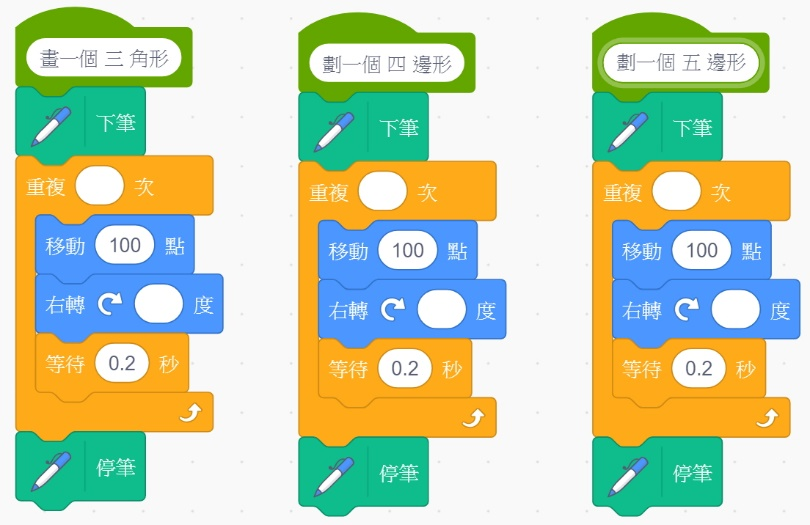 畫一個 三 角形
下筆
重複 次
移動 100 點
右轉 度
等待 0.2 秒
停筆
劃一個 四 邊形
下筆
重複 次
移動 100 點
右轉 度
等待 0.2 秒
停筆
劃一個 五 邊形
下筆
重複 次
移動 100 點
右轉 度
等待 0.2 秒
停筆